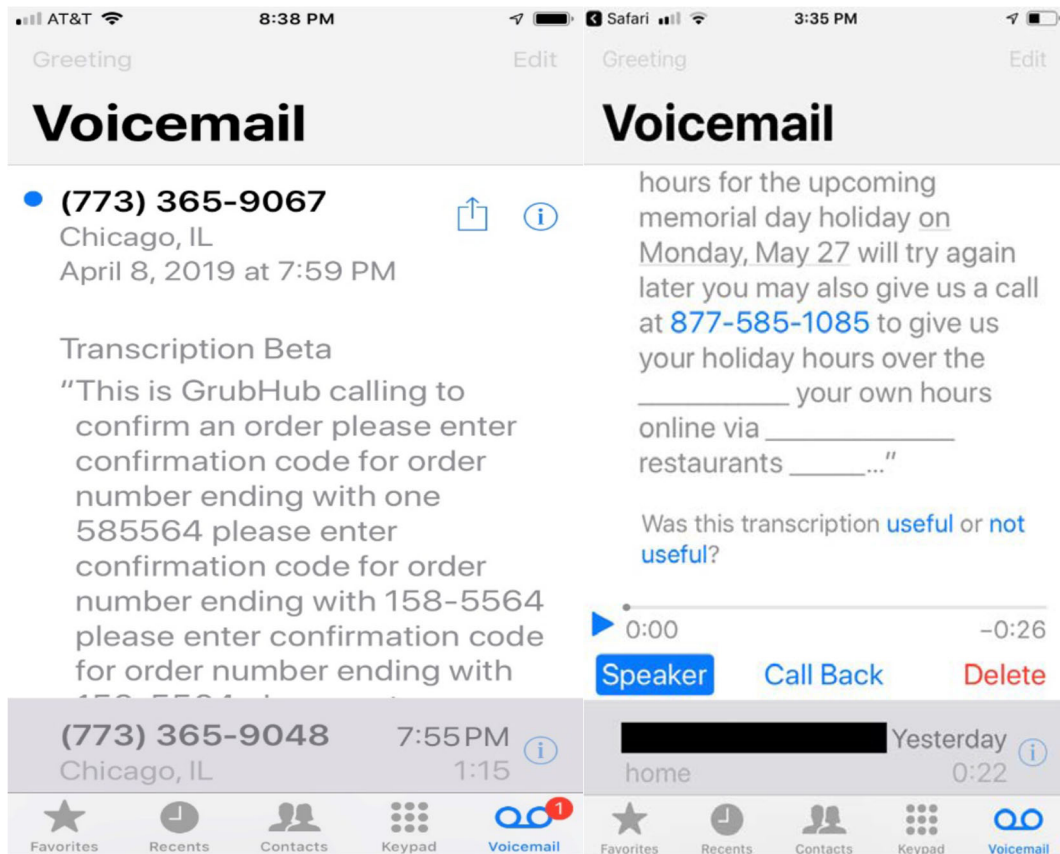 AT&T 8:38 PM
Greeting Edit
Voicemail
(773) 365-9067
Chicago, IL
April 8, 2019 at 7:59 PM
Transcription Beta
“This is GrubHub calling to
confirm an order please enter
confirmation code for order
number ending with one
585564 please enter
confirmation code for order
number ending with 158-5564
please enter confirmation code
for order number ending with
(773) 365-9048 7:55 PM
Chicago, IL 1:15
Favorites Recents Contacts Keypad Voicemail 1
Safari 3:35 PM
Greeting Edit
Voicemail
hours for the upcoming
memorial day holiday on
Monday, May 27 will try again
later you may also give us a call
at 877-585-1085 to give us
your holiday hours over the
____________ your own hours
online via _______________
restaurants ______...”
Was this transcription useful or not
useful?
0:00 −0:26
Speaker Call Back Delete
Yesterday
home 0:22
Favorites Recents Contacts Keypad Voicemail